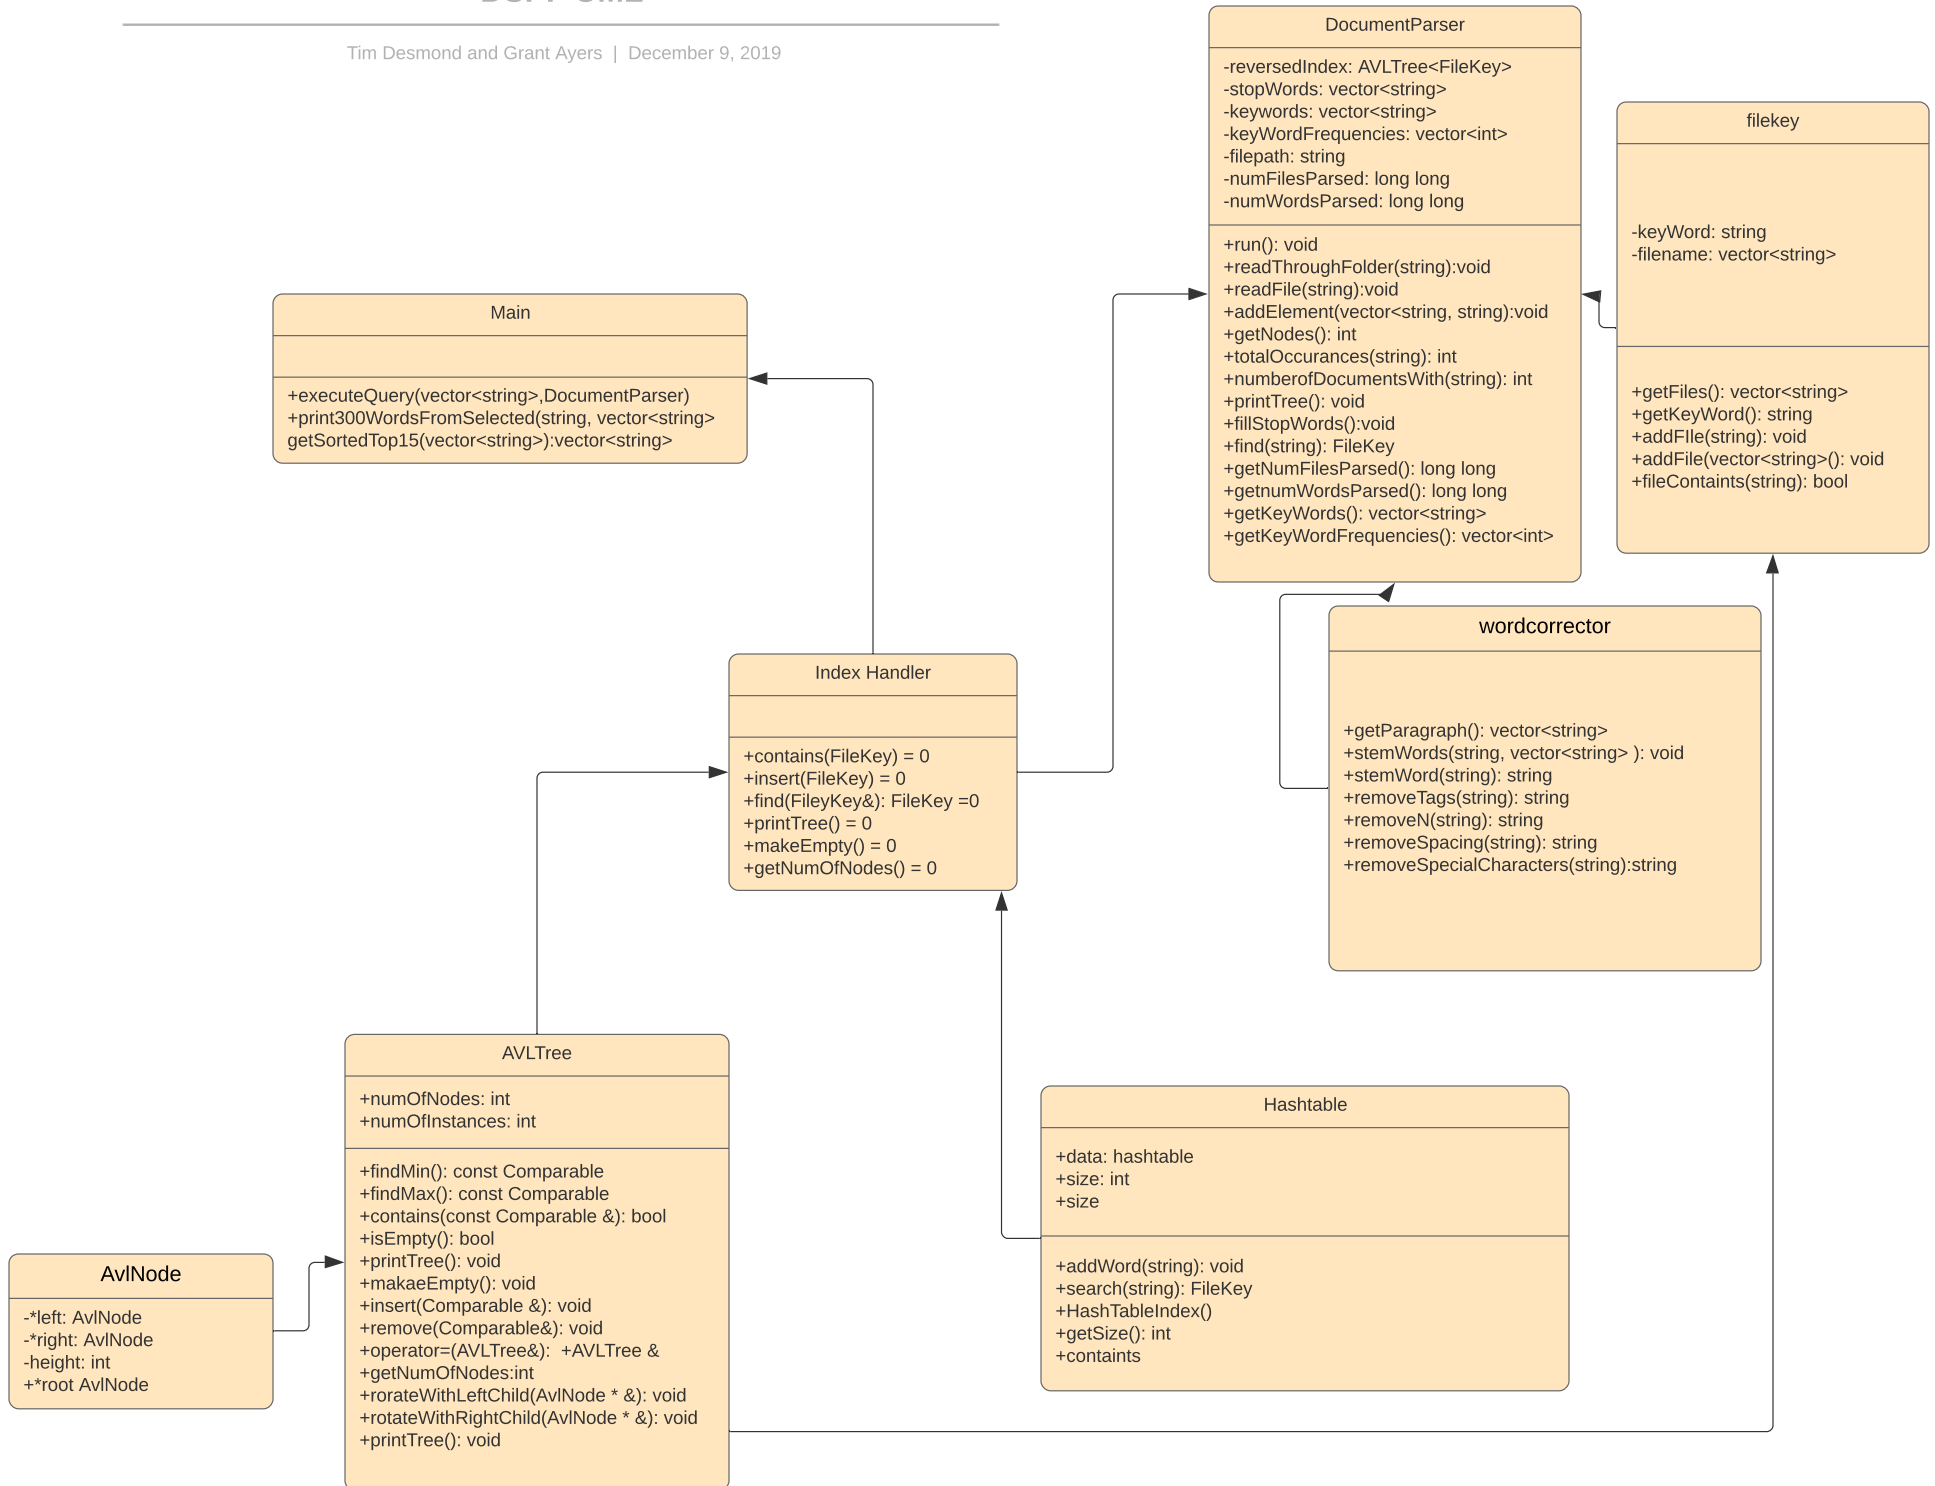 Tim Desmond and Grant Ayers | December 9, 2019
DocumentParser
-reversedIndex: AVLTree<FileKey>
-stopWords: vector<string>
-keywords: vector<string>
-keyWordFrequencies: vector<int>
-filepath: string
-numFilesParsed: long long
-numWordsParsed: long long
+run(): void
+readThroughFolder(string):void
+readFile(string):void
+addElement(vector<string, string):void
+getNodes(): int
+totalOccurances(string): int
+numberofDocumentsWith(string): int
+printTree(): void
+fillStopWords():void
+find(string): FileKey
+getNumFilesParsed(): long long
+getnumWordsParsed(): long long
+getKeyWords(): vector<string>
+getKeyWordFrequencies(): vector<int>
filekey
-keyWord: string
-filename: vector<string>
+getFiles(): vector<string>
+getKeyWord(): string
+addFIle(string): void
+addFile(vector<string>(): void
+fileContaints(string): bool
Main
+executeQuery(vector<string>,DocumentParser)
+print300WordsFromSelected(string, vector<string>
getSortedTop15(vector<string>):vector<string>
wordcorrector
+getParagraph(): vector<string>
+stemWords(string, vector<string> ): void
+stemWord(string): string
+removeTags(string): string
+removeN(string): string
+removeSpacing(string): string
+removeSpecialCharacters(string):string
Index Handler
+contains(FileKey) = 0
+insert(FileKey) = 0
+find(FileyKey&): FileKey =0
+printTree() = 0
+makeEmpty() = 0
+getNumOfNodes() = 0
AVLTree
+numOfNodes: int
+numOfInstances: int
+findMin(): const Comparable
+findMax(): const Comparable
+contains(const Comparable &): bool
+isEmpty(): bool
+printTree(): void
+makaeEmpty(): void
+insert(Comparable &): void
+remove(Comparable&): void
+operator=(AVLTree&):  +AVLTree &
+getNumOfNodes:int
+rorateWithLeftChild(AvlNode * &): void
+rotateWithRightChild(AvlNode * &): void
+printTree(): void
Hashtable
+data: hashtable
+size: int
+size
+addWord(string): void
+search(string): FileKey
+HashTableIndex()
+getSize(): int
+containts
AvlNode
-*left: AvlNode
-*right: AvlNode
-height: int
+*root AvlNode